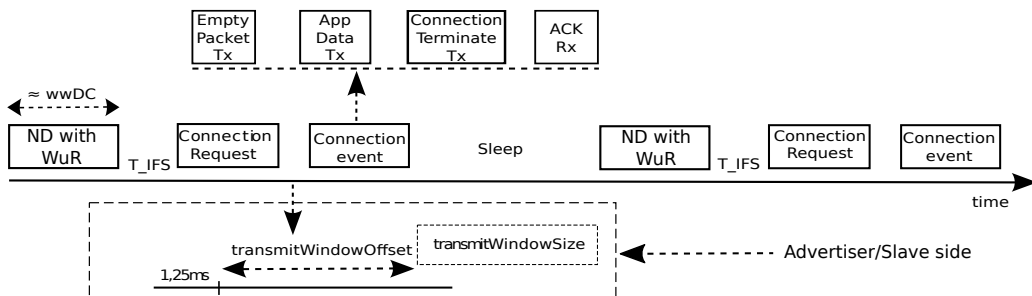 Empty
Packet
Tx
App
Data
Tx
Connection
Terminate
Tx
ACK
Rx
≈ wwDC
ND with
WuR
T_IFS
Connection
Request
Connection
event
Sleep
ND with
WuR
T_IFS
Connection
Request
Connection
event
time
transmitWindowOffset
transmitWindowSize
Advertiser/Slave side
1,25ms